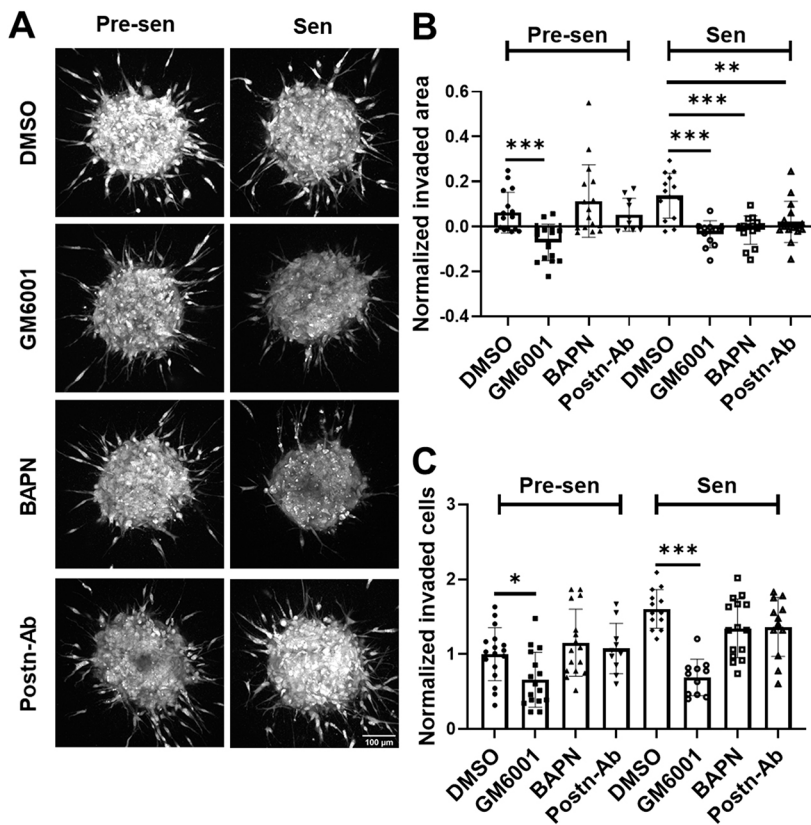 A
Pre-sen
Sen
DMSO
GM6001
BAPN
Postn-Ab
100 µm
B
Pre-sen
Sen
**
***
***
***
Normalized invaded area
0.6
0.4
0.2
0.0
-0.2
-0.4
DMSO
GM6001
BAPN
Postn-Ab
DMSO
GM6001
BAPN
Postn-Ab
C
Pre-sen
Sen
*
***
Normalized invaded cells
3
2
1
0
DMSO
GM6001
BAPN
Postn-Ab
DMSO
GM6001
BAPN
Postn-Ab